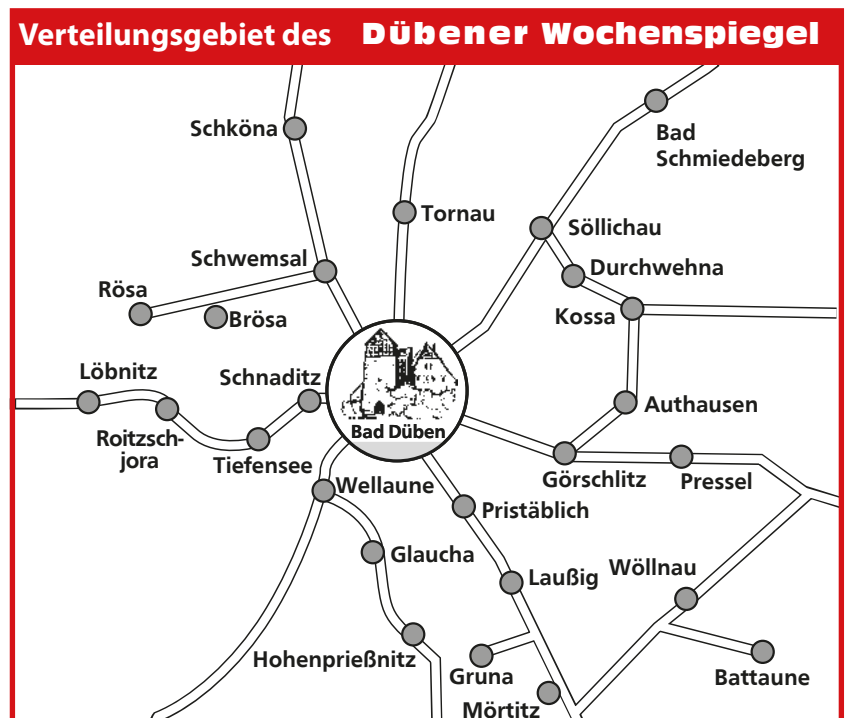 Verteilungsgebiet des Dübener Wochenspiegel
Schköna
Bad
Schmiedeberg
Tornau
Söllichau
Schwemsal
Durchwehna
Rösa
Brösa
Kossa
Löbnitz
Schnaditz
Authausen
Roitzsch-
jora
Bad Düben
Tiefensee
Görschlitz
Pressel
Wellaune
Pristäblich
Glaucha
Laußig
Wöllnau
Hohenprießnitz
Gruna
Battaune
Mörtitz